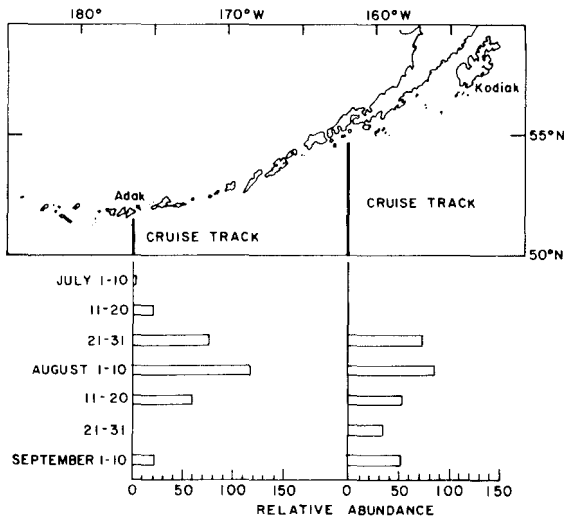 180° 170°W 160°W
Kodiak
55°N
Adak
CRUISE TRACK
CRUISE TRACK
50°N
JULY 1-10
11-20
21-31
AUGUST 1-10
11-20
21-31
SEPTEMBER 1-10
0 50 100 150 0 50 100 150
RELATIVE ABUNDANCE